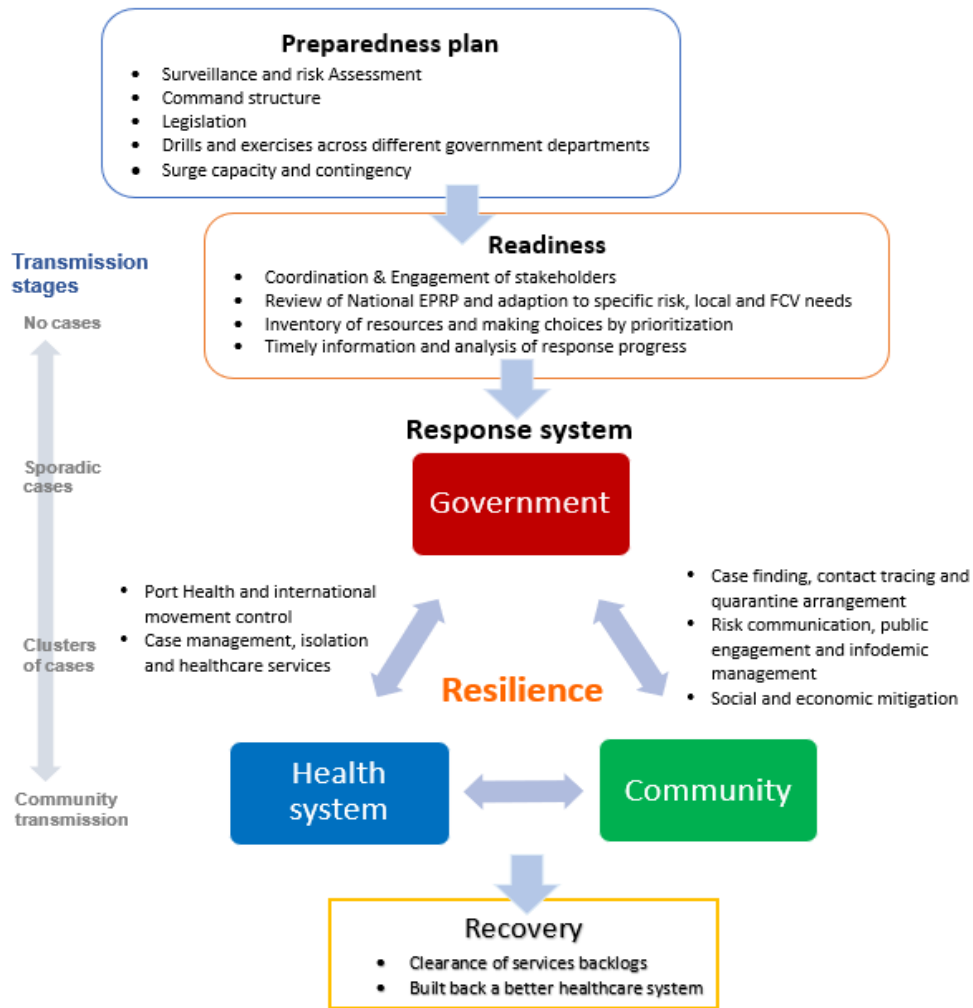 Preparedness plan
• Surveillance and risk Assessment
• Command structure
• Legislation
• Drills and exercises across different government departments
• Surge capacity and contingency
Readiness
• Coordination & Engagement of stakeholders
• Review of National EPRP and adaption to specific risk, local and FCV needs
• Inventory of resources and making choices by prioritization
• Timely information and analysis of response progress
Transmission
stages
No cases
Sporadic
cases
Clusters
of cases
Community
transmission
Response system
Government
• Port Health and international
movement control
• Case management, isolation
and healthcare services
• Case finding, contact tracing and
quarantine arrangement
• Risk communication, public
engagement and infodemic
management
• Social and economic mitigation
Resilience
Health
system
Community
Recovery
• Clearance of services backlogs
• Built back a better healthcare system